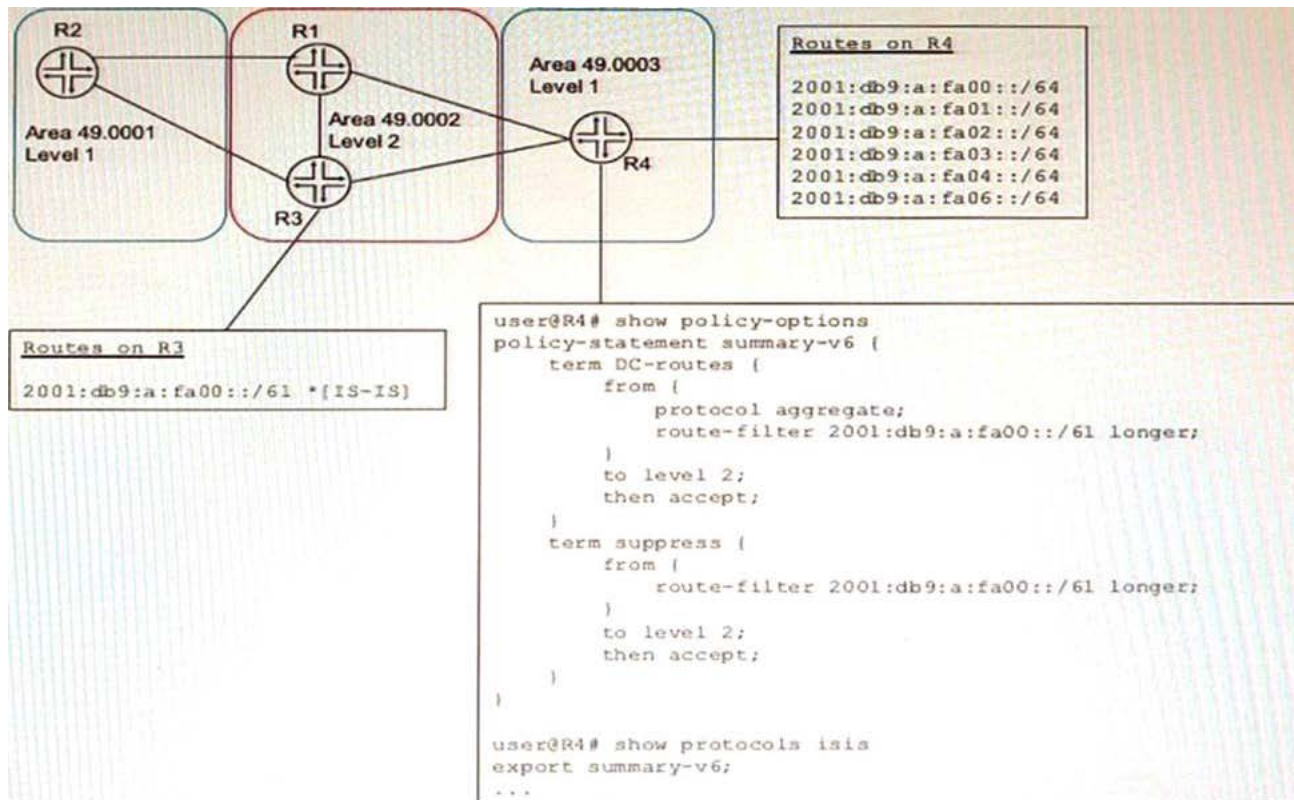 R2
R1
Area 49.0001
Level 1
Area 49.0002
Level 2
R3
Area 49.0003
Level 1
R4
Routes on R4
2001:db9:a:fa00::/64
2001:db9:a:fa01::/64
2001:db9:a:fa02::/64
2001:db9:a:fa03::/64
2001:db9:a:fa04::/64
2001:db9:a:fa06::/64
Routes on R3
2001:db9:a:fa00::/61 *[IS-IS]
user@R4# show policy-options
policy-statement summary-v6 {
term DC-routes {
from {
protocol aggregate;
route-filter 2001:db9:a:fa00::/61 longer;
}
to level 2;
then accept;
}
term suppress {
from {
route-filter 2001:db9:a:fa00::/61 longer;
}
to level 2;
then accept;
}
}
user@R4# show protocols isis
export summary-v6;
...